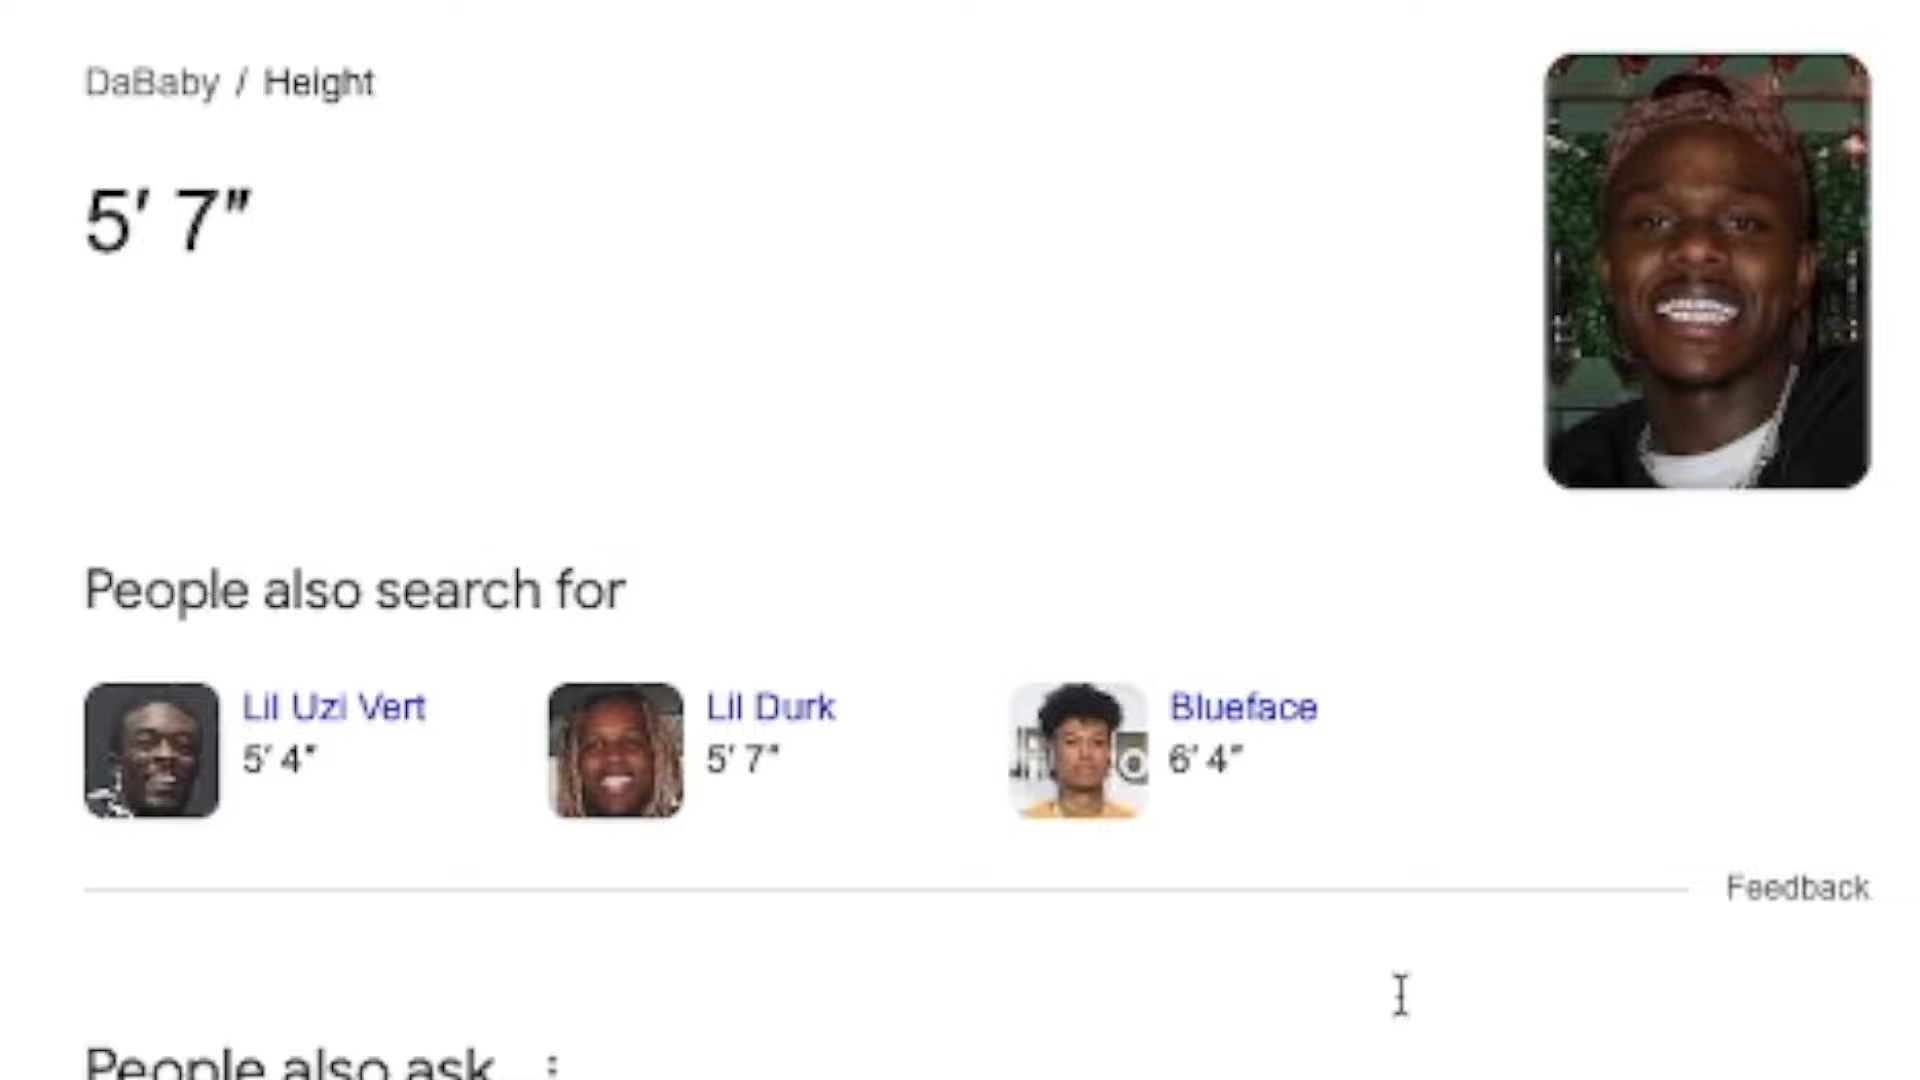 DaBaby / Height
5′ 7″
People also search for
Lil Uzi Vert
5′ 4″
Lil Durk
5′ 7″
Blueface
6′ 4″
Feedback
People also ask